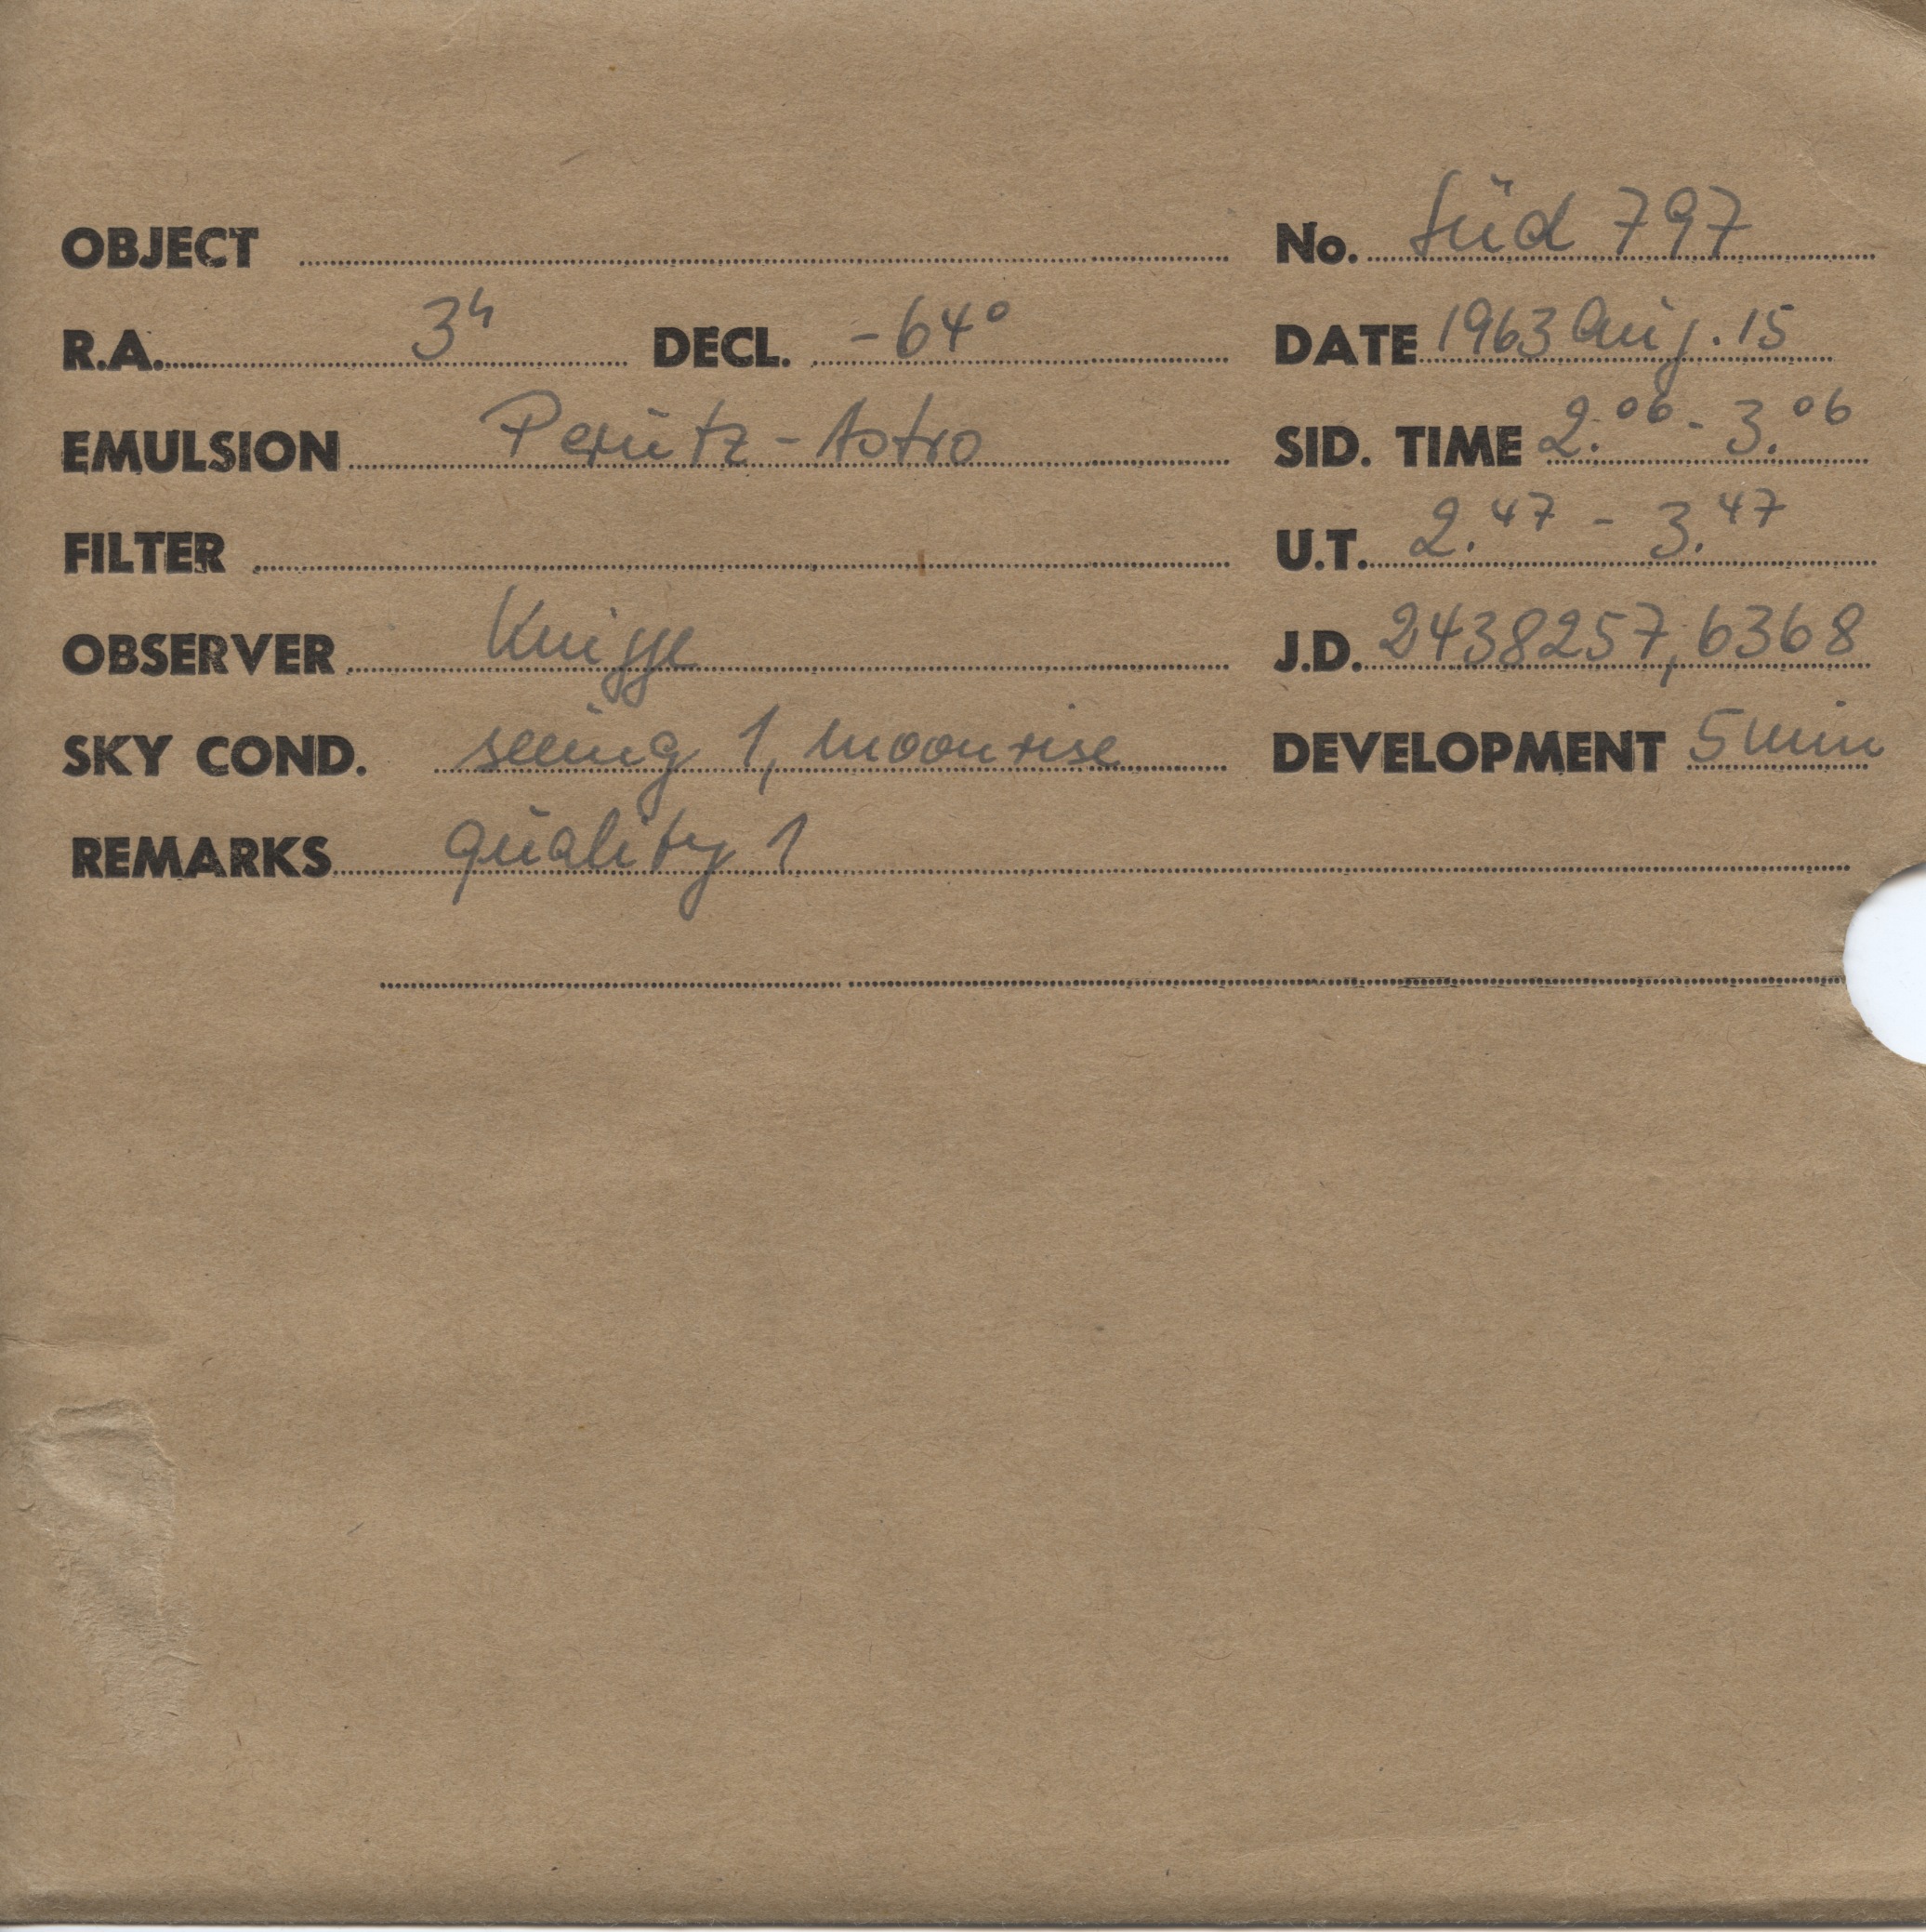 OBJECT No. Süd 797
R.A. 3h DECL. -64° DATE 1963 Aug. 15
EMULSION Perutz - Astro SID. TIME 2.06 - 3.06
FILTER U.T. 2.47 - 3.47
OBSERVER Knigge J.D. 2438257,6368
SKY COND. seeing 1, moonrise DEVELOPMENT 5 min
REMARKS quality 1